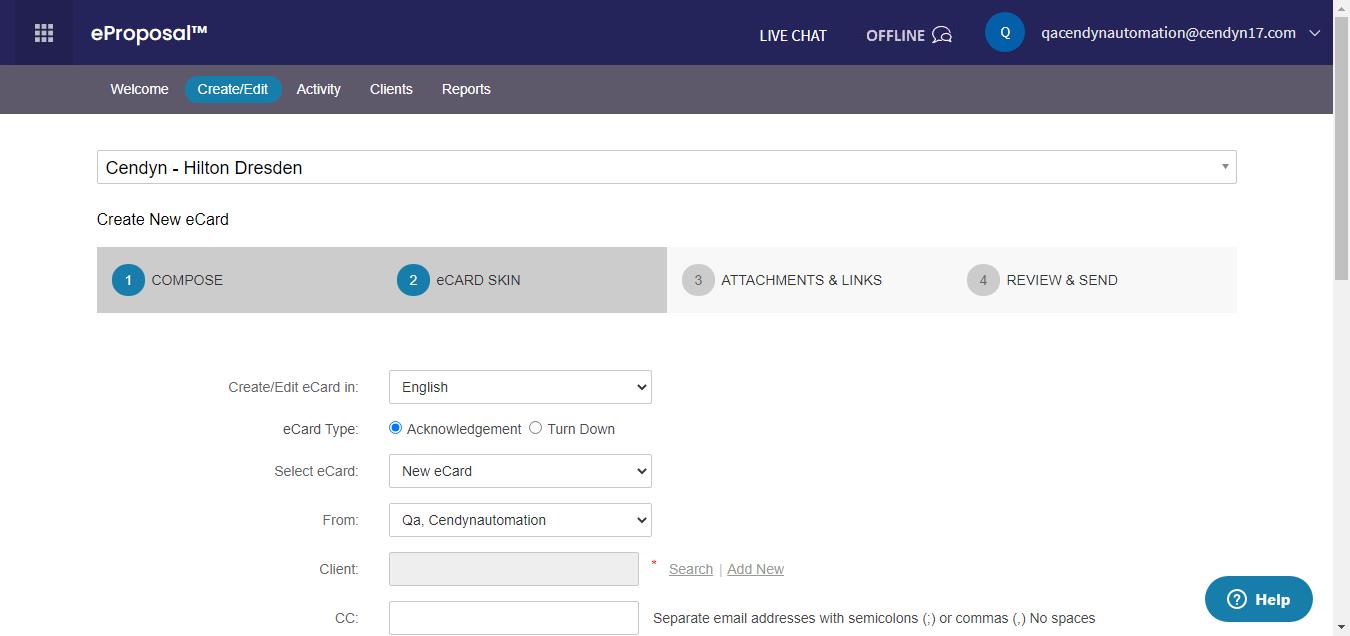 eProposal™ LIVE CHAT OFFLINE Q qacendynautomation@cendyn17.com
Welcome Create/Edit Activity Clients Reports
Cendyn - Hilton Dresden
Create New eCard
1 COMPOSE 2 eCARD SKIN 3 ATTACHMENTS & LINKS 4 REVIEW & SEND
Create/Edit eCard in: English
eCard Type: Acknowledgement Turn Down
Select eCard: New eCard
From: Qa, Cendynautomation
Client: * Search | Add New
CC: Separate email addresses with semicolons (;) or commas (,) No spaces
? Help